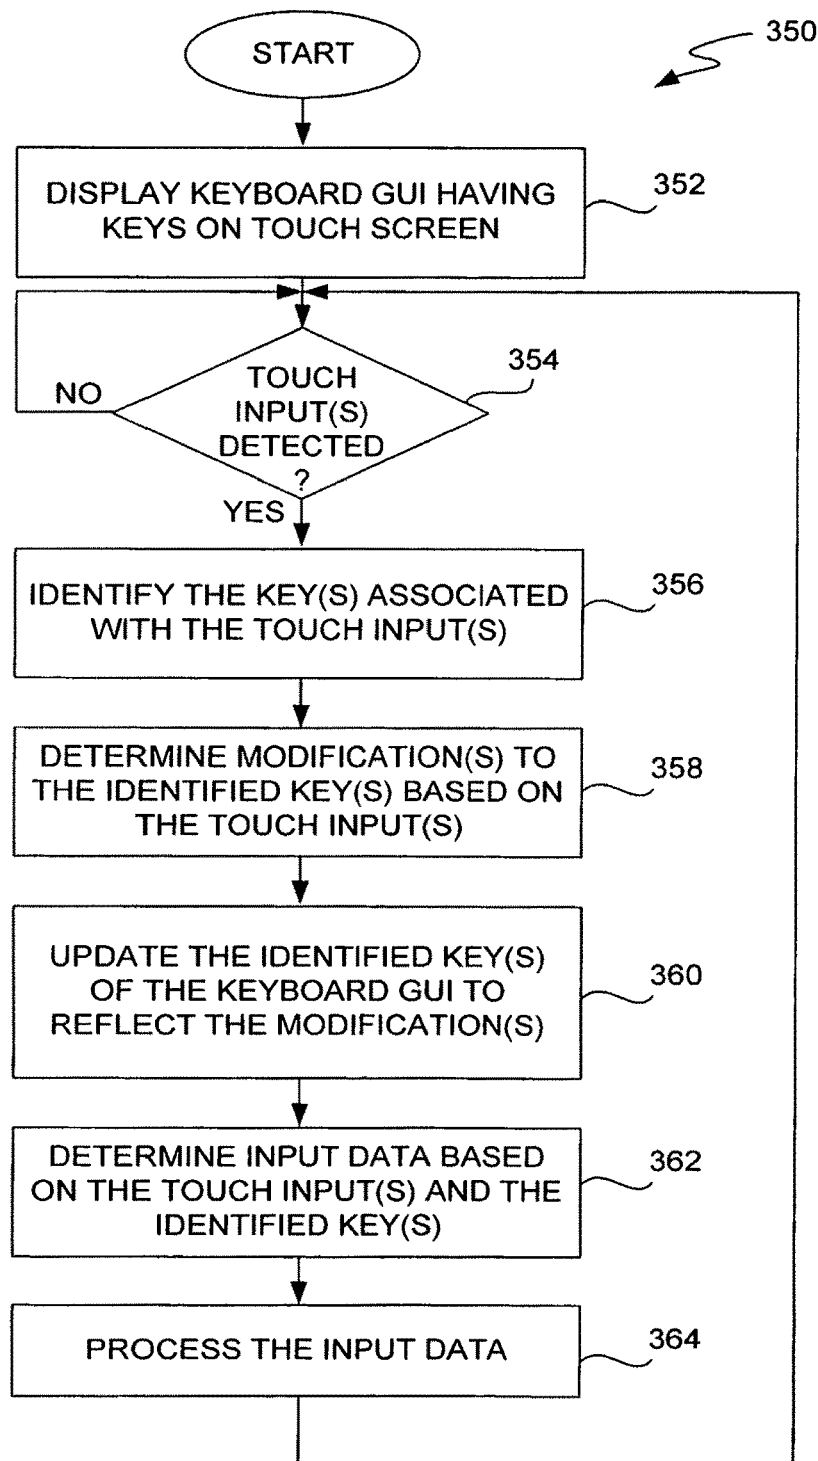 START
350
DISPLAY KEYBOARD GUI HAVING
KEYS ON TOUCH SCREEN
352
TOUCH
INPUT(S)
DETECTED
?
354
NO
YES
IDENTIFY THE KEY(S) ASSOCIATED
WITH THE TOUCH INPUT(S)
356
DETERMINE MODIFICATION(S) TO
THE IDENTIFIED KEY(S) BASED ON
THE TOUCH INPUT(S)
358
UPDATE THE IDENTIFIED KEY(S)
OF THE KEYBOARD GUI TO
REFLECT THE MODIFICATION(S)
360
DETERMINE INPUT DATA BASED
ON THE TOUCH INPUT(S) AND THE
IDENTIFIED KEY(S)
362
PROCESS THE INPUT DATA
364